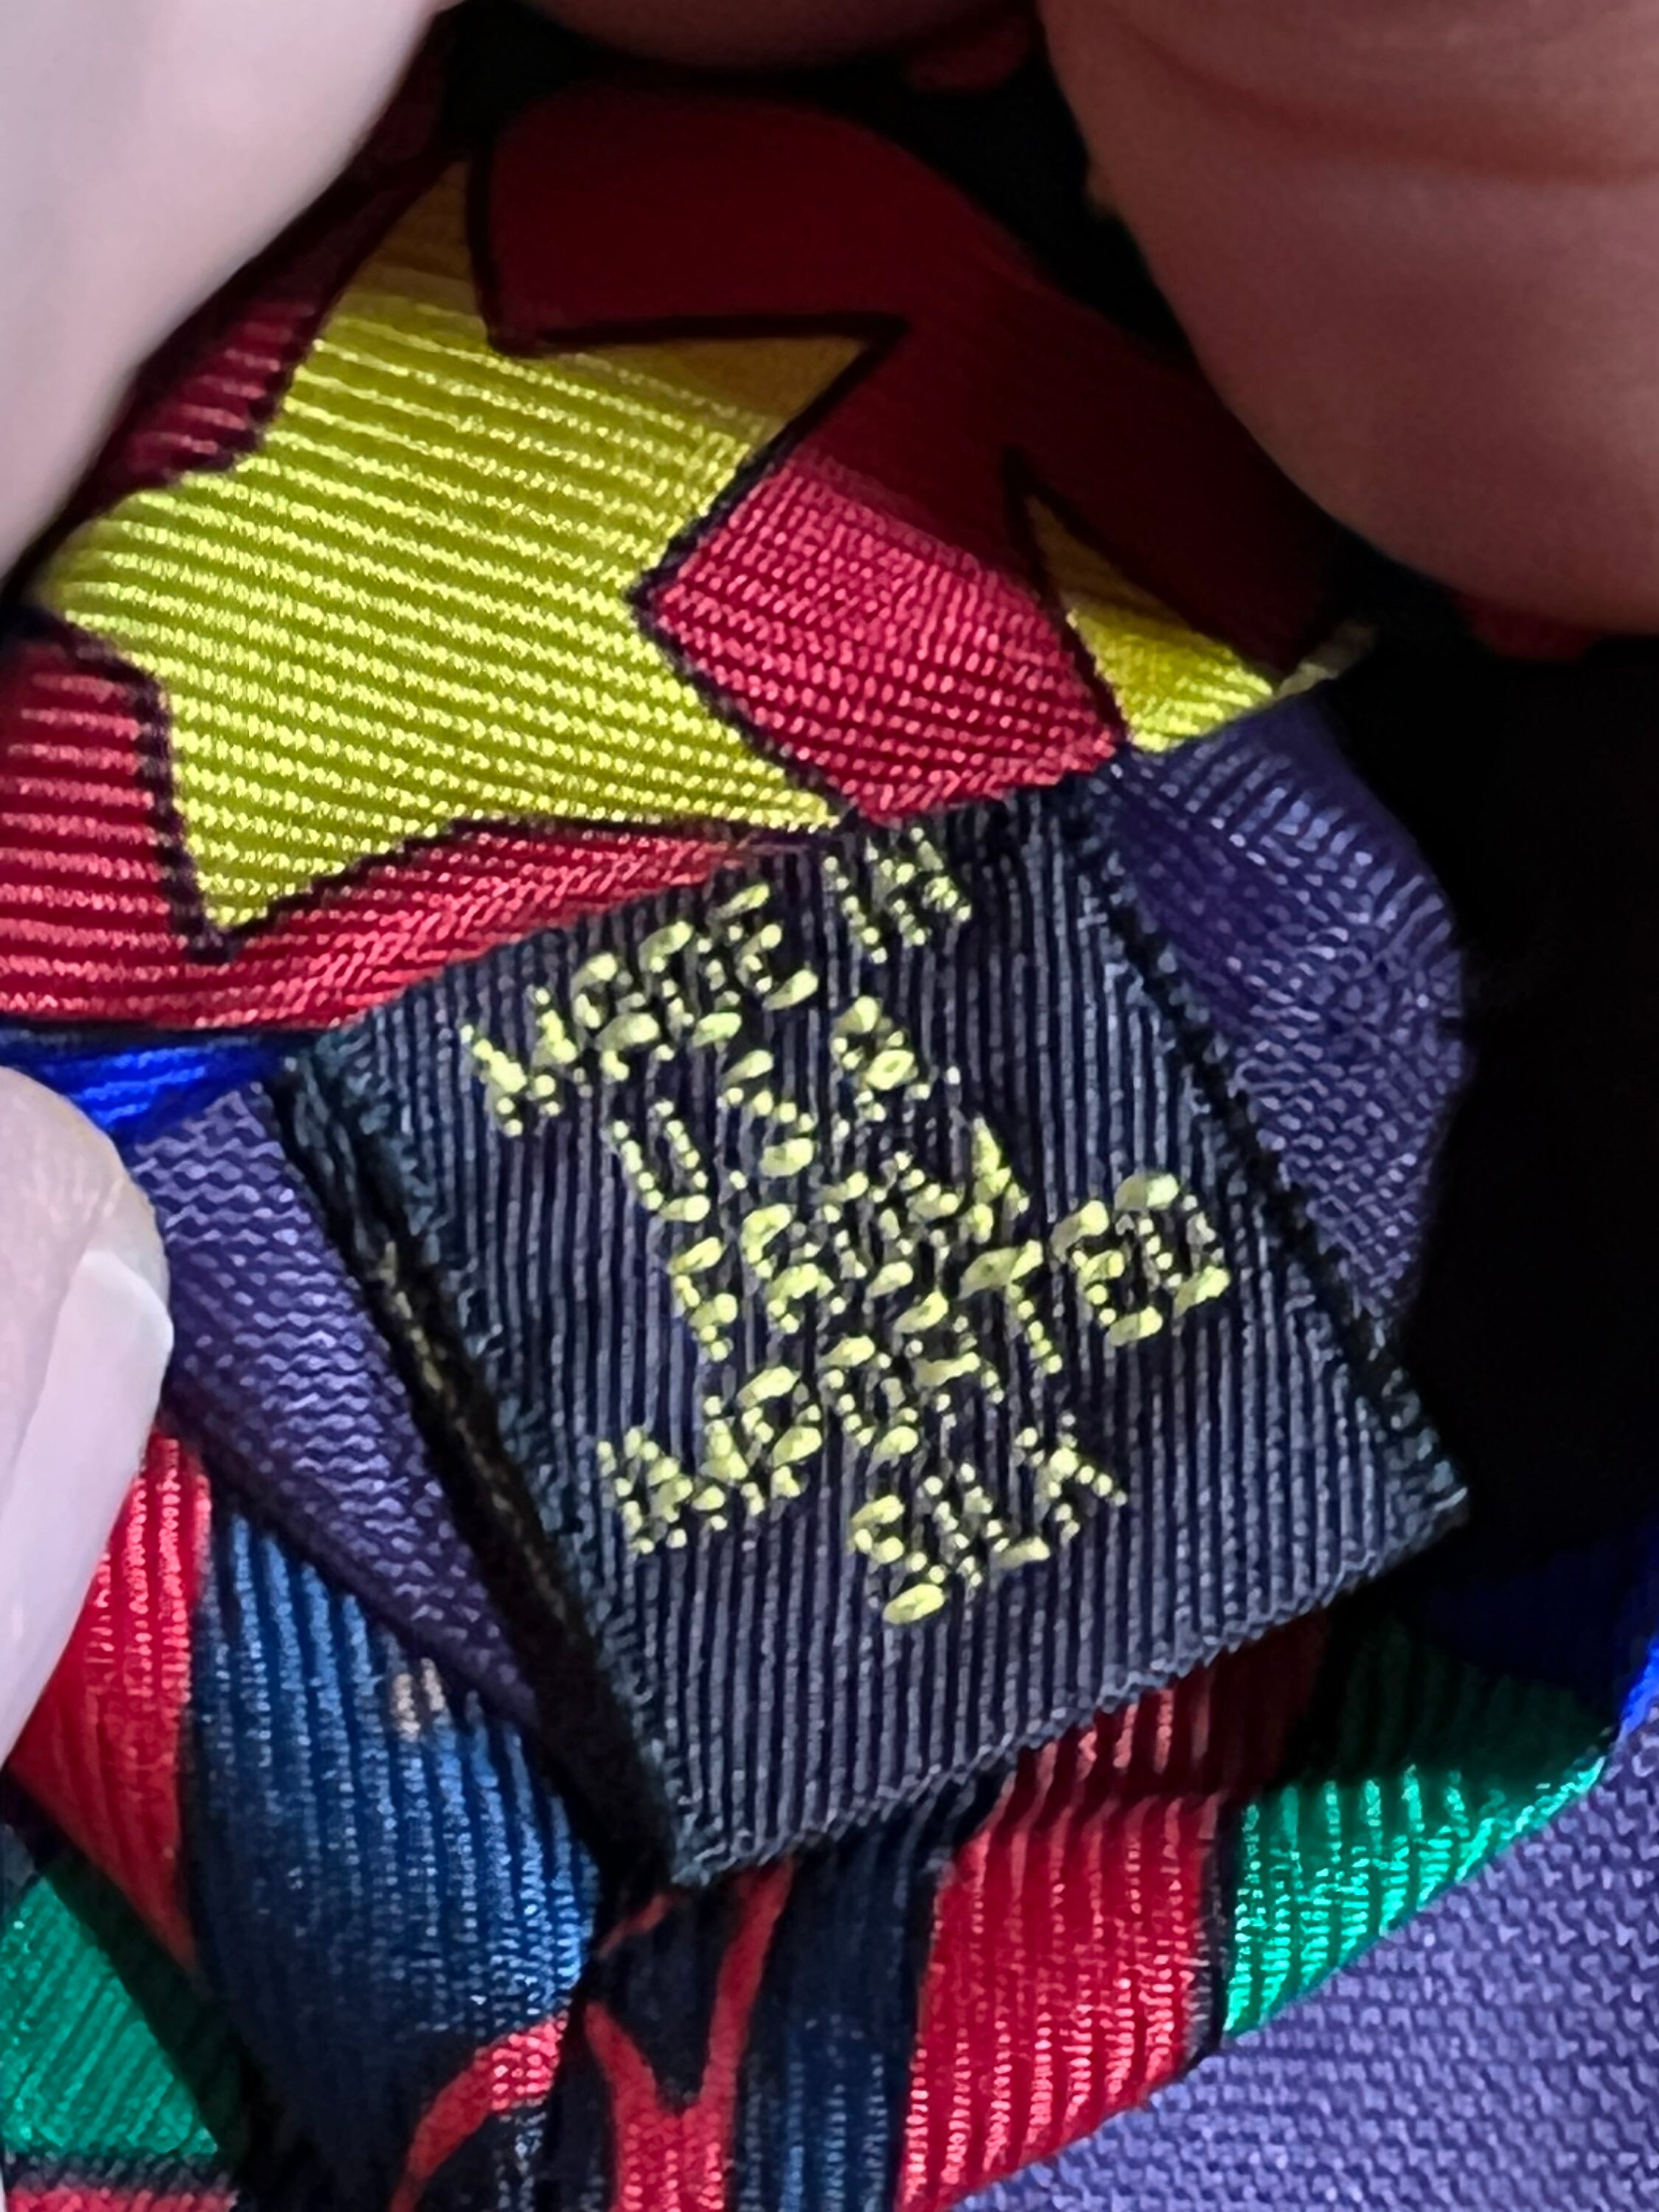 MADE IN
U.S.A.
FROM
IMPORTED
SILK